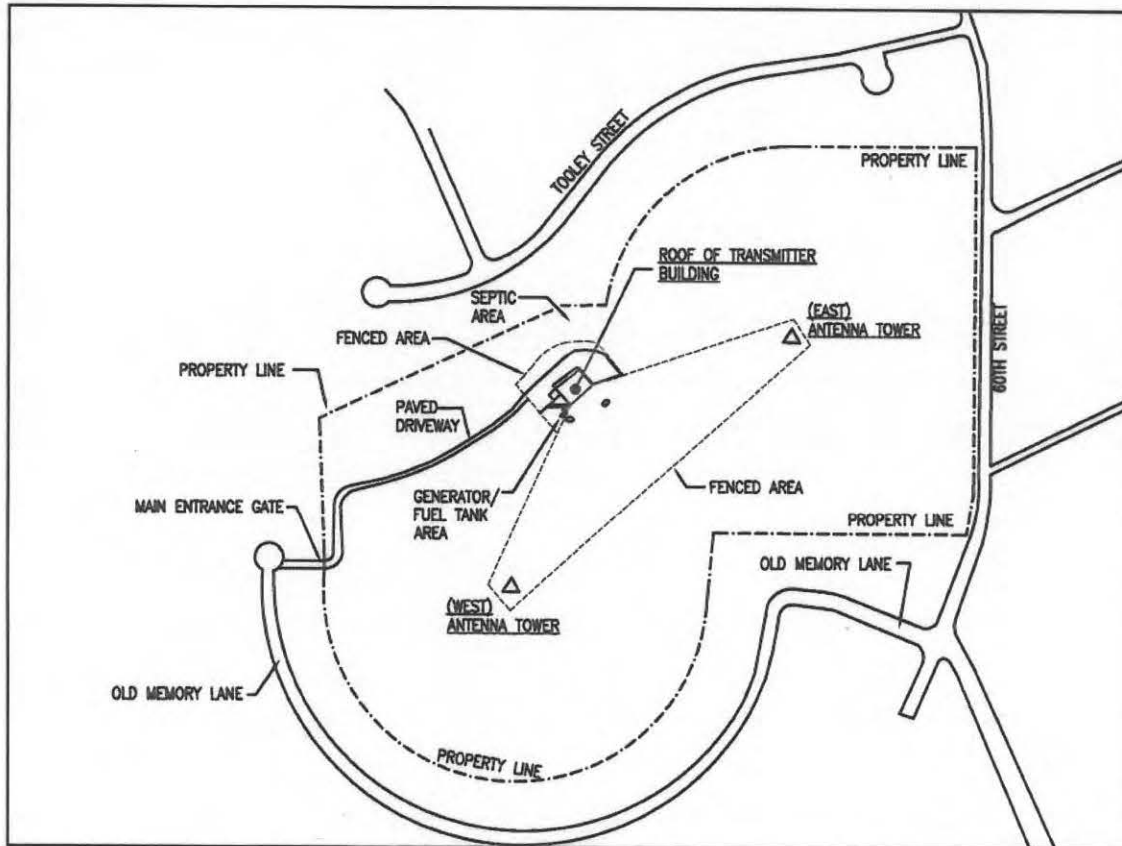 TOOLEY STREET
PROPERTY LINE
ROOF OF TRANSMITTER
BUILDING
SEPTIC
AREA
(EAST)
ANTENNA TOWER
60TH STREET
FENCED AREA
PROPERTY LINE
PAVED
DRIVEWAY
GENERATOR/
FUEL TANK
AREA
FENCED AREA
MAIN ENTRANCE GATE
PROPERTY LINE
OLD MEMORY LANE
(WEST)
ANTENNA TOWER
OLD MEMORY LANE
PROPERTY LINE